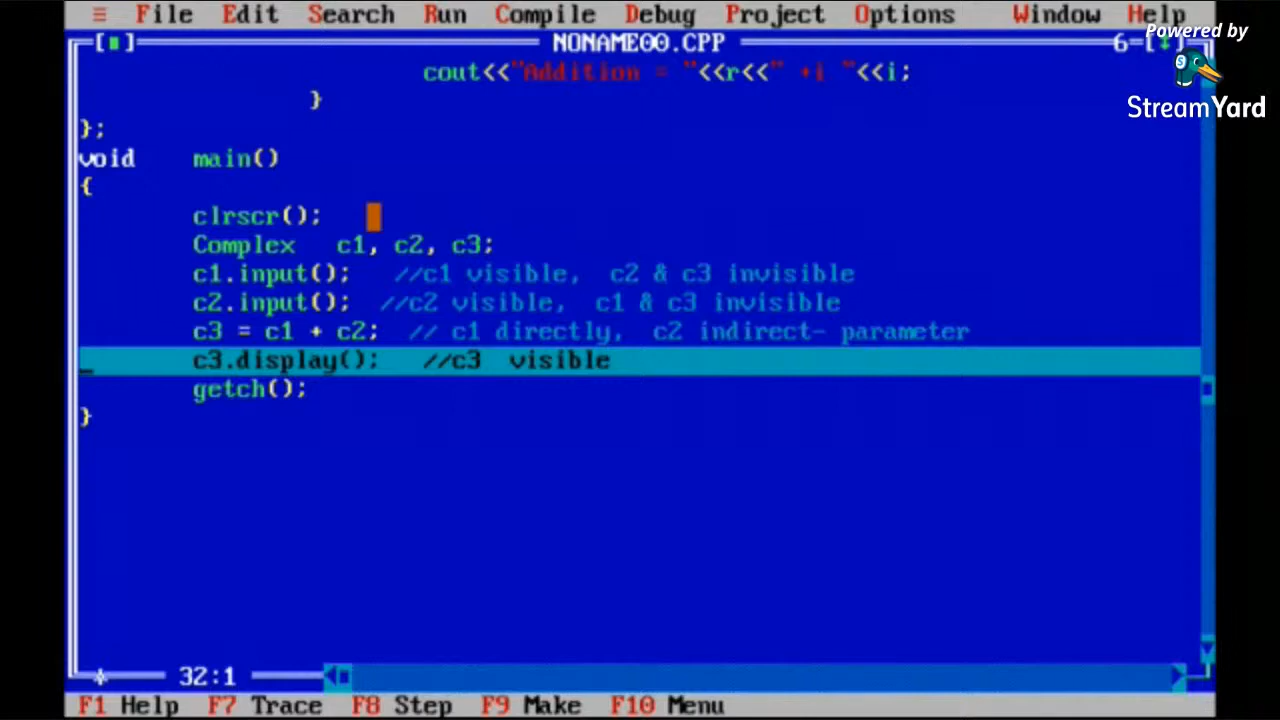 ≡ File Edit Search Run Compile Debug Project Options Window Help
Powered by
StreamYard
[■] NONAME00.CPP 6=[↕]
cout<<"Addition = "<<r<<" +i "<<i;
}
};
void main()
{
clrscr();
Complex c1, c2, c3;
c1.input(); //c1 visible, c2 & c3 invisible
c2.input(); //c2 visible, c1 & c3 invisible
c3 = c1 + c2; // c1 directly, c2 indirect- parameter
c3.display(); //c3 visible
getch();
}
32:1
F1 Help F7 Trace F8 Step F9 Make F10 Menu